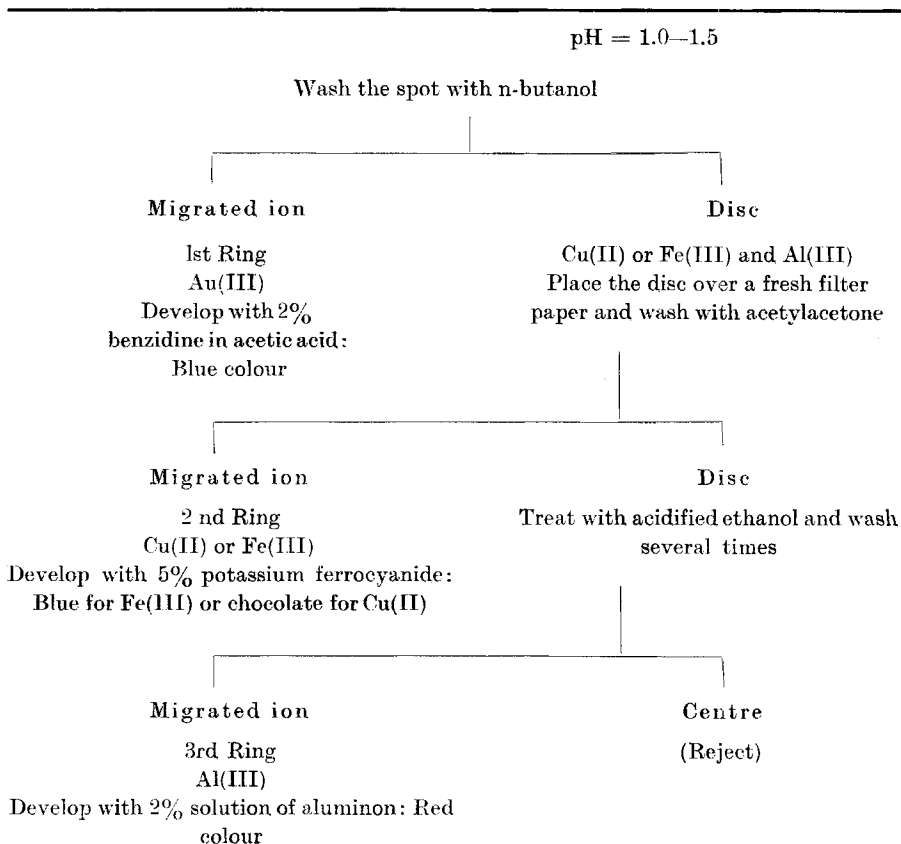 pH = 1.0—1.5
Wash the spot with n-butanol
Migrated ion
1st Ring
Au(III)
Develop with 2%
benzidine in acetic acid:
Blue colour
Disc
Cu(II) or Fe(III) and Al(III)
Place the disc over a fresh filter
paper and wash with acetylacetone
Migrated ion
2 nd Ring
Cu(II) or Fe(III)
Develop with 5% potassium ferrocyanide:
Blue for Fe(III) or chocolate for Cu(II)
Disc
Treat with acidified ethanol and wash
several times
Migrated ion
3rd Ring
Al(III)
Develop with 2% solution of aluminon: Red
colour
Centre
(Reject)